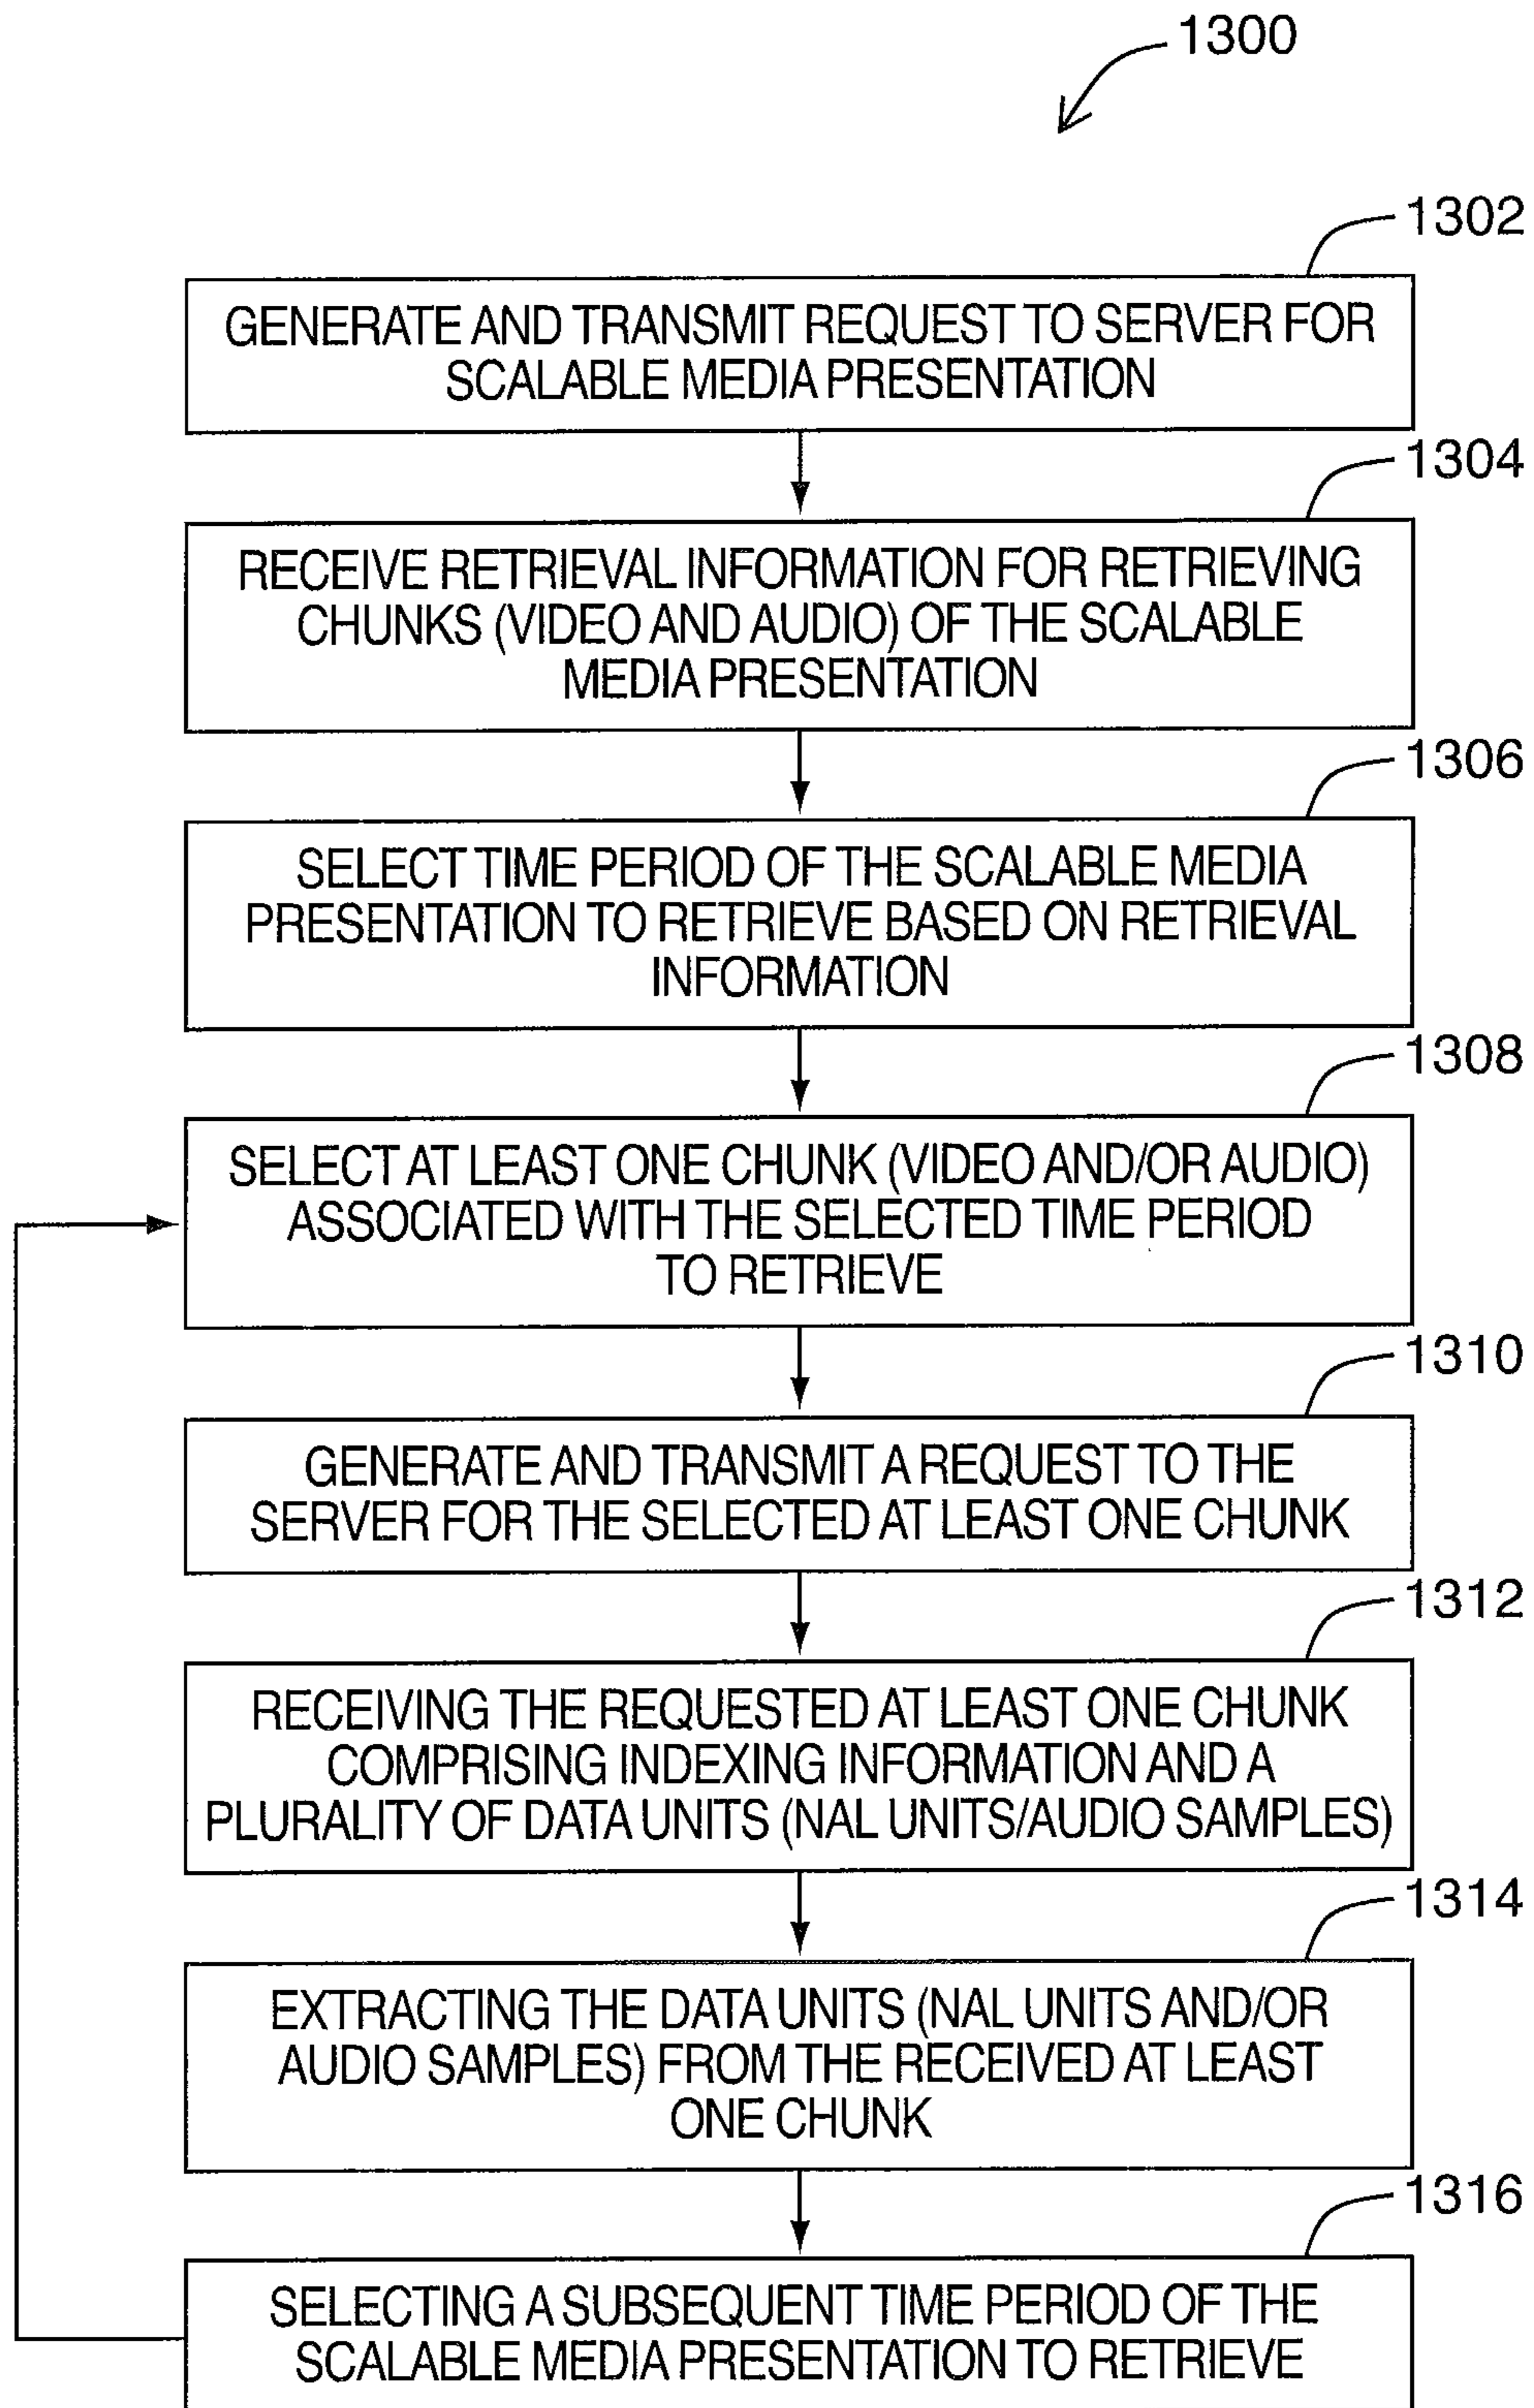 1300
1302
GENERATE AND TRANSMIT REQUEST TO SERVER FOR
SCALABLE MEDIA PRESENTATION
1304
RECEIVE RETRIEVAL INFORMATION FOR RETRIEVING
CHUNKS (VIDEO AND AUDIO) OF THE SCALABLE
MEDIA PRESENTATION
1306
SELECT TIME PERIOD OF THE SCALABLE MEDIA
PRESENTATION TO RETRIEVE BASED ON RETRIEVAL
INFORMATION
1308
SELECT AT LEAST ONE CHUNK (VIDEO AND/OR AUDIO)
ASSOCIATED WITH THE SELECTED TIME PERIOD
TO RETRIEVE
1310
GENERATE AND TRANSMIT A REQUEST TO THE
SERVER FOR THE SELECTED AT LEAST ONE CHUNK
1312
RECEIVING THE REQUESTED AT LEAST ONE CHUNK
COMPRISING INDEXING INFORMATION AND A
PLURALITY OF DATA UNITS (NAL UNITS/AUDIO SAMPLES)
1314
EXTRACTING THE DATA UNITS (NAL UNITS AND/OR
AUDIO SAMPLES) FROM THE RECEIVED AT LEAST
ONE CHUNK
1316
SELECTING A SUBSEQUENT TIME PERIOD OF THE
SCALABLE MEDIA PRESENTATION TO RETRIEVE